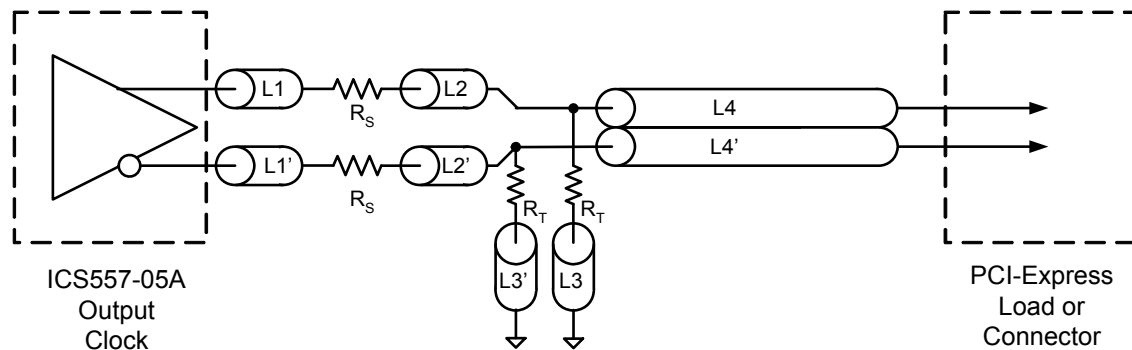 L1
L2
L4
R_S
L1’
L2’
L4’
R_S
R_T
R_T
L3’
L3
ICS557-05A
Output
Clock
PCI-Express
Load or
Connector